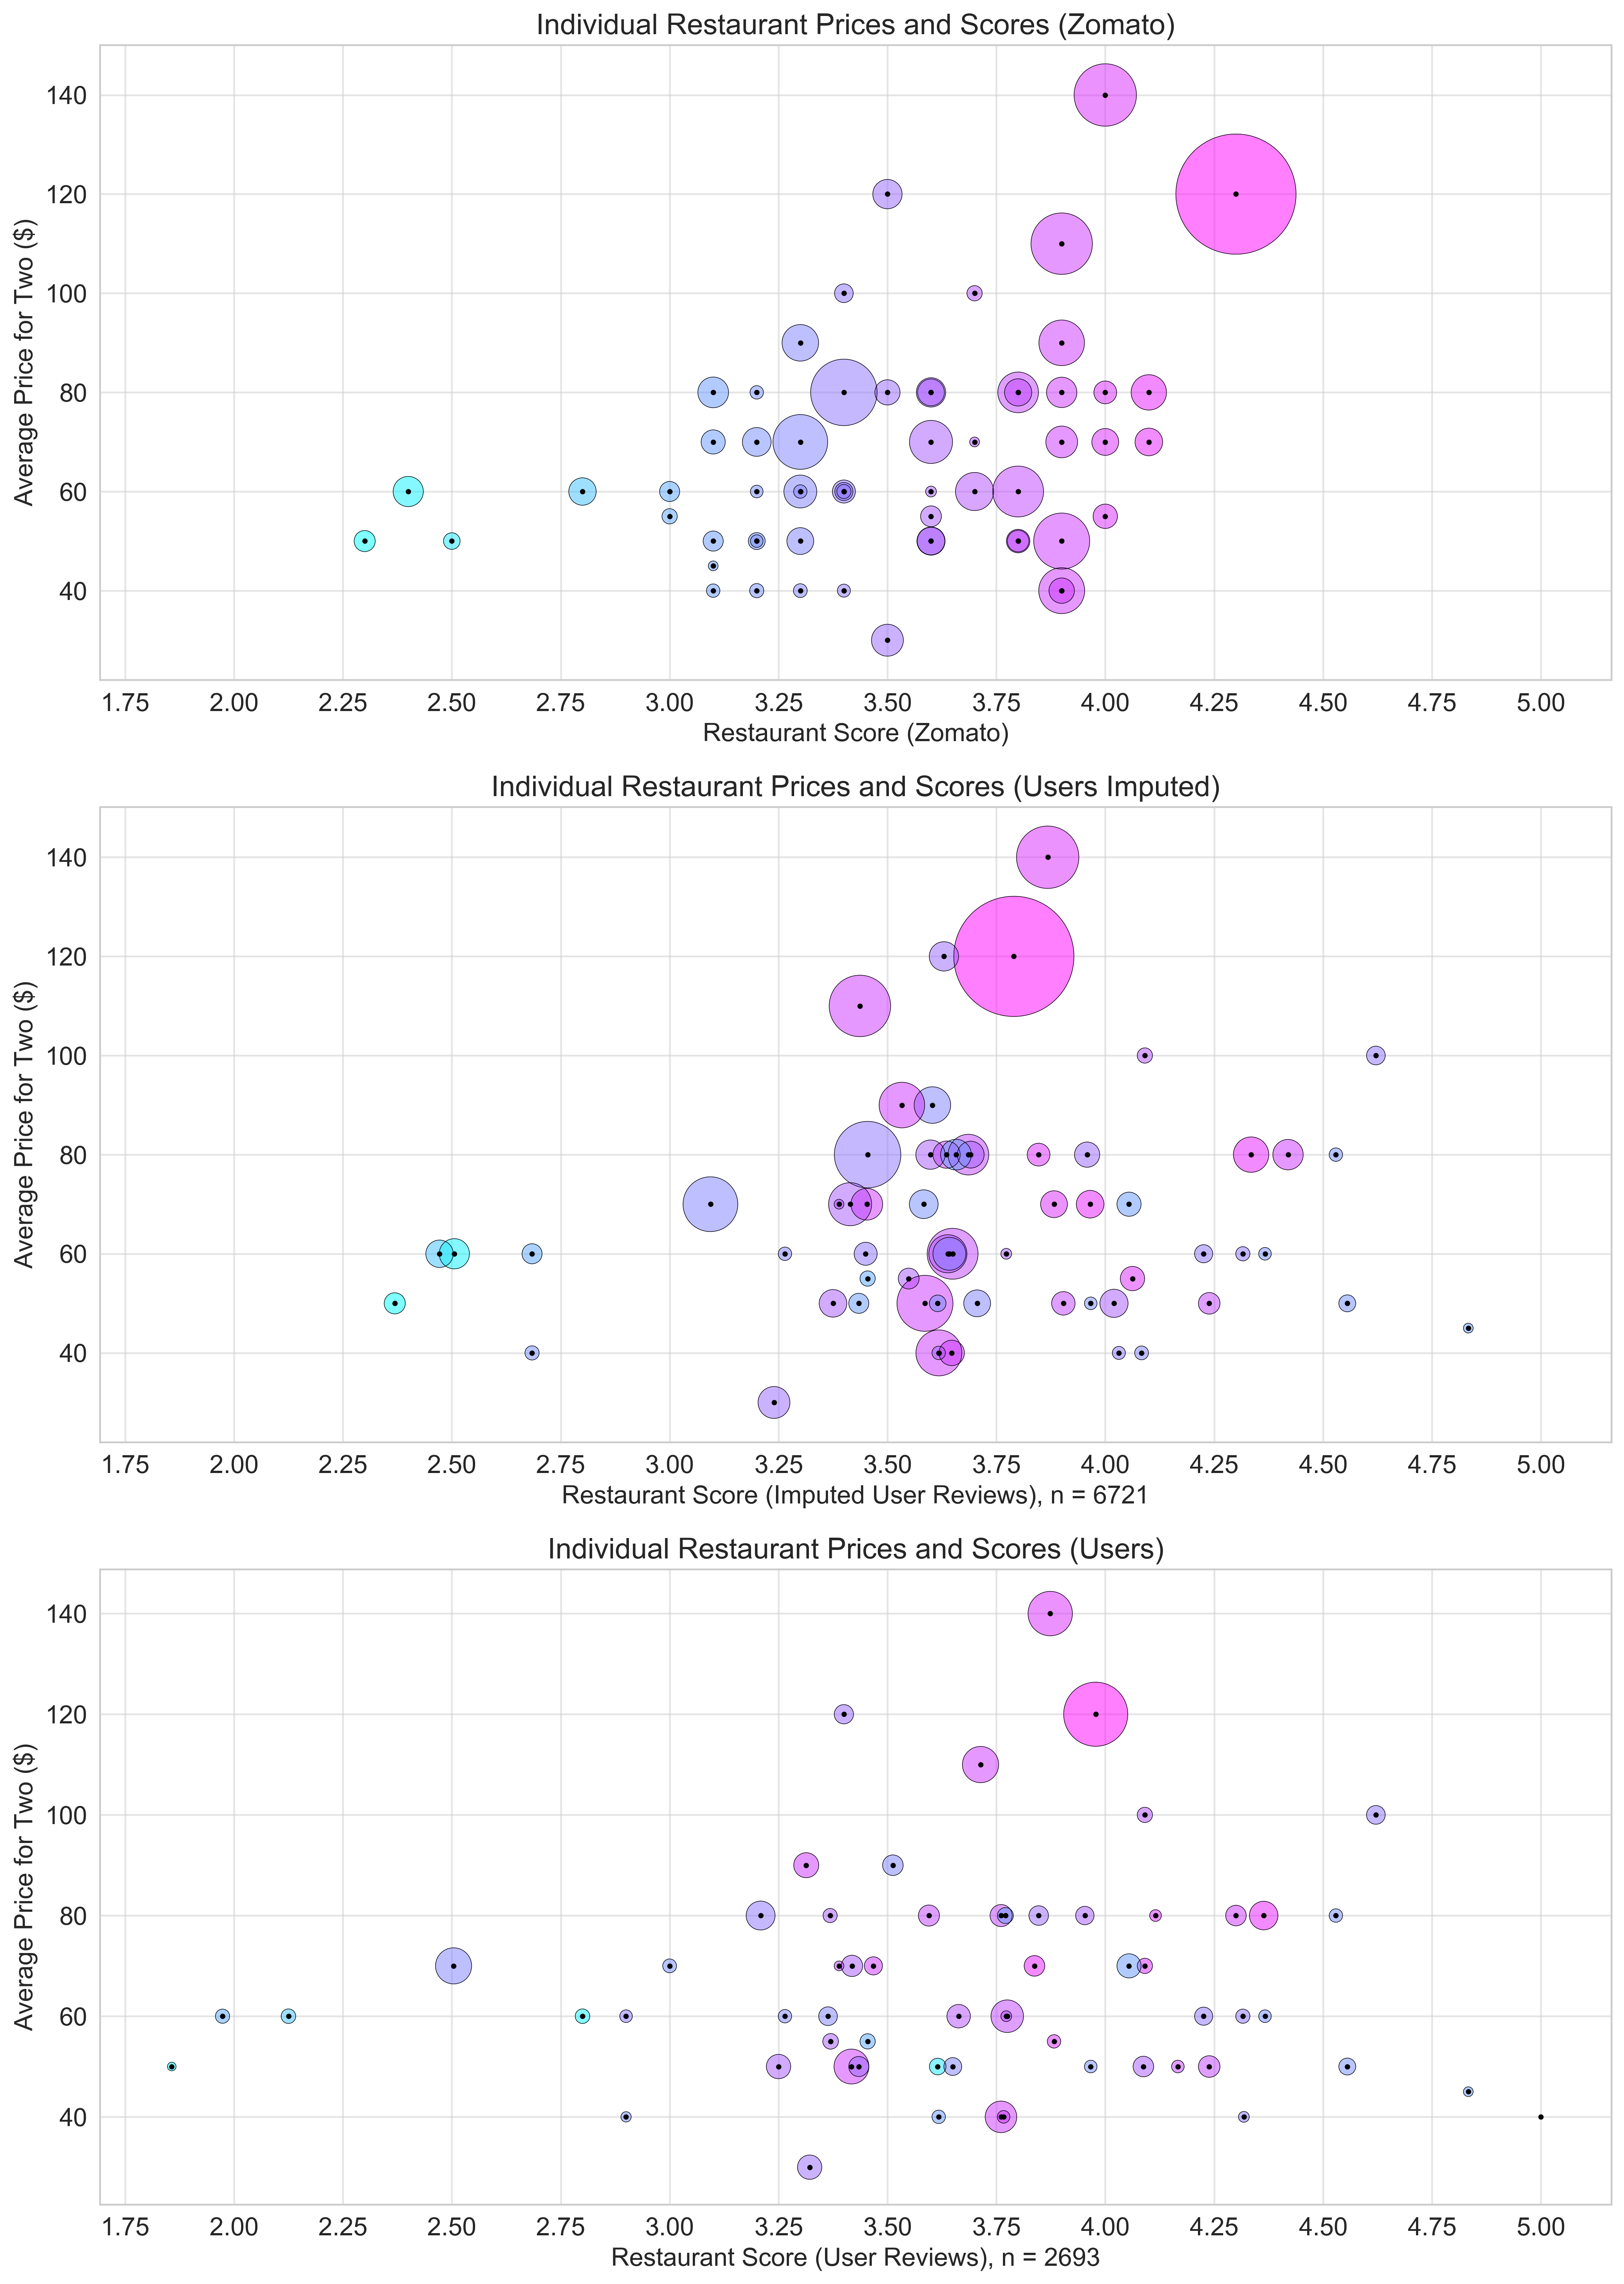 Individual Restaurant Prices and Scores (Zomato)
Average Price for Two ($)
140
120
100
80
60
40
1.75 2.00 2.25 2.50 2.75 3.00 3.25 3.50 3.75 4.00 4.25 4.50 4.75 5.00
Restaurant Score (Zomato)
Individual Restaurant Prices and Scores (Users Imputed)
Average Price for Two ($)
140
120
100
80
60
40
1.75 2.00 2.25 2.50 2.75 3.00 3.25 3.50 3.75 4.00 4.25 4.50 4.75 5.00
Restaurant Score (Imputed User Reviews), n = 6721
Individual Restaurant Prices and Scores (Users)
Average Price for Two ($)
140
120
100
80
60
40
1.75 2.00 2.25 2.50 2.75 3.00 3.25 3.50 3.75 4.00 4.25 4.50 4.75 5.00
Restaurant Score (User Reviews), n = 2693